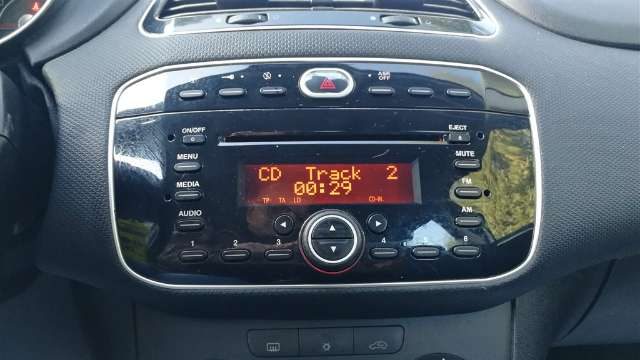 ASR
OFF
ON/OFF
EJECT
MENU
MUTE
CD Track 2
00:29
MEDIA
FM
TP TA LO CD-IN
AUDIO
AM
1 2 3 4 5 6